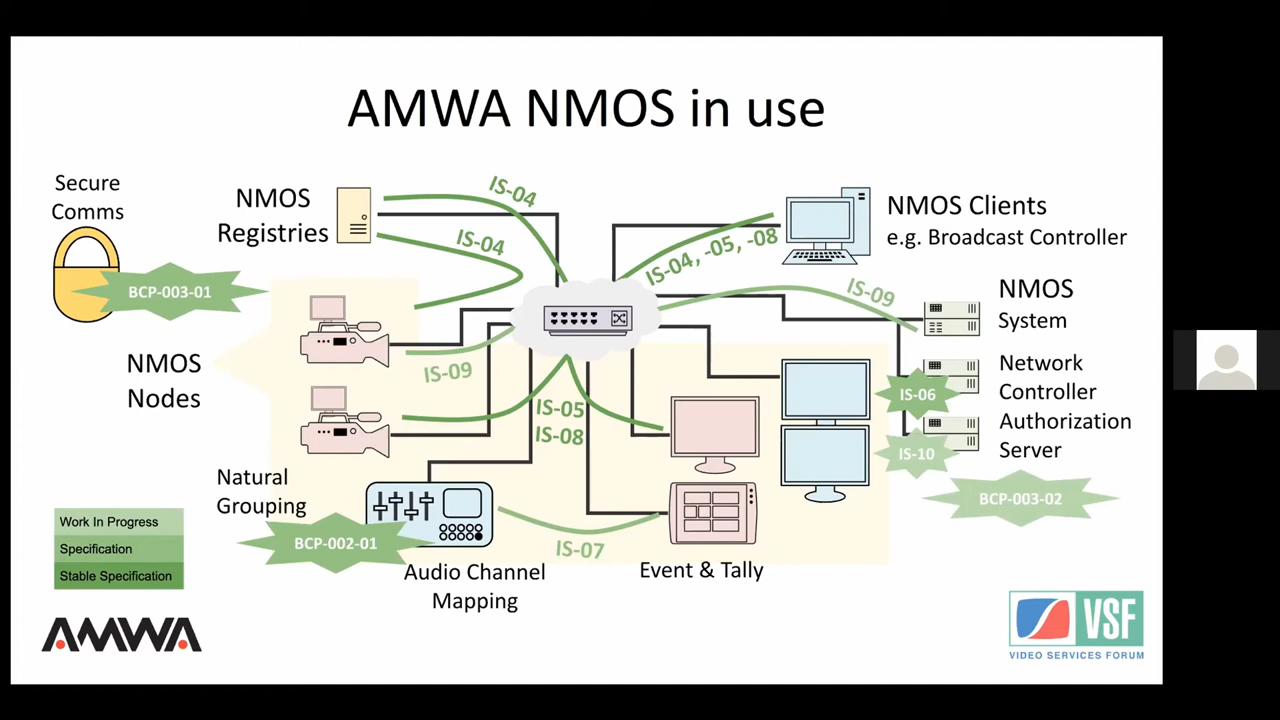 AMWA NMOS in use
Secure
Comms
NMOS
Registries
IS-04
IS-04
IS-04, -05, -08
NMOS Clients
e.g. Broadcast Controller
BCP-003-01
IS-09
NMOS
System
NMOS
Nodes
IS-09
Network
Controller
IS-06
IS-05
IS-08
Authorization
Server
IS-10
BCP-003-02
Natural
Grouping
BCP-002-01
IS-07
Audio Channel
Mapping
Event & Tally
Work In Progress
Specification
Stable Specification
AMWA
VSF
VIDEO SERVICES FORUM